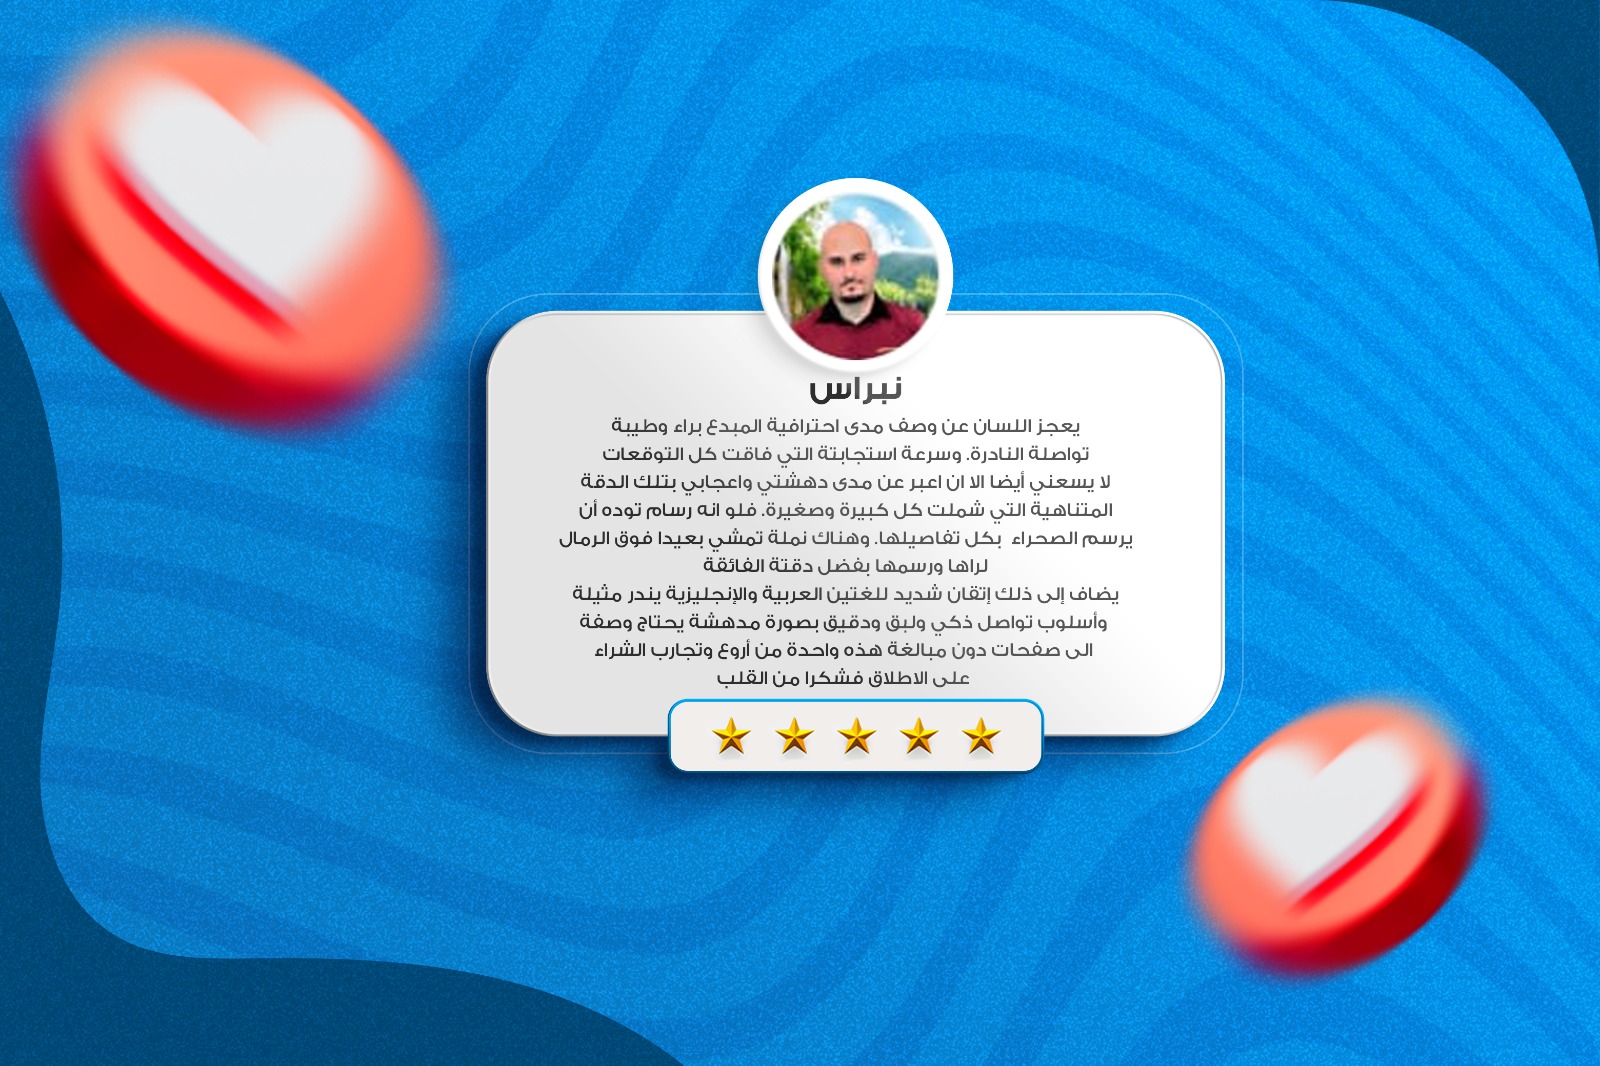 نبراس
يعجز اللسان عن وصف مدى احترافية المبدع براء وطيبة
تواصلة النادرة. وسرعة استجابتة التي فاقت كل التوقعات
لا يسعني أيضا الا ان اعبر عن مدى دهشتي واعجابي بتلك الدقة
المتناهية التي شملت كل كبيرة وصغيرة. فلو انه رسام توده أن
يرسم الصحراء بكل تفاصيلها. وهناك نملة تمشي بعيدا فوق الرمال
لراها ورسمها بفضل دقتة الفائقة
يضاف إلى ذلك إتقان شديد للغتين العربية والإنجليزية يندر مثيلة
وأسلوب تواصل ذكي ولبق ودقيق بصورة مدهشة يحتاج وصفة
الى صفحات دون مبالغة هذه واحدة من أروع وتجارب الشراء
على الاطلاق فشكرا من القلب